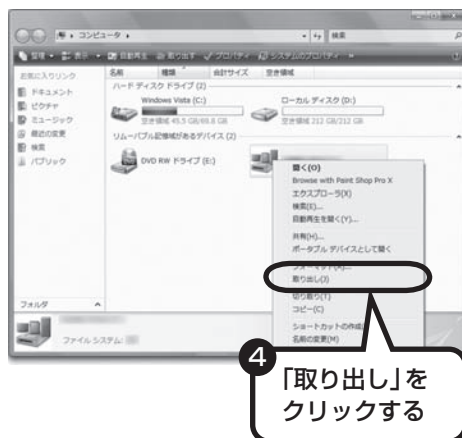 コンピュータ
検索
整理
表示
自動再生
取り出す
プロパティ
システムのプロパティ
お気に入りリンク
ドキュメント
ピクチャ
ミュージック
最近の変更
検索
パブリック
フォルダ
名前
種類
合計サイズ
空き領域
ハード ディスク ドライブ (2)
Windows Vista (C:)
空き領域 45.5 GB/69.8 GB
ローカル ディスク (D:)
空き領域 212 GB/212 GB
リムーバブル記憶域があるデバイス (2)
DVD RW ドライブ (E:)
開く(O)
Browse with Paint Shop Pro X
エクスプローラ(X)
検索(E)...
自動再生を開く(Y)...
共有(H)...
ポータブル デバイスとして開く
フォーマット(A)...
取り出し(J)
切り取り(T)
コピー(C)
ショートカットの作成
名前の変更(M)
ファイル システム:
4
「取り出し」を
クリックする